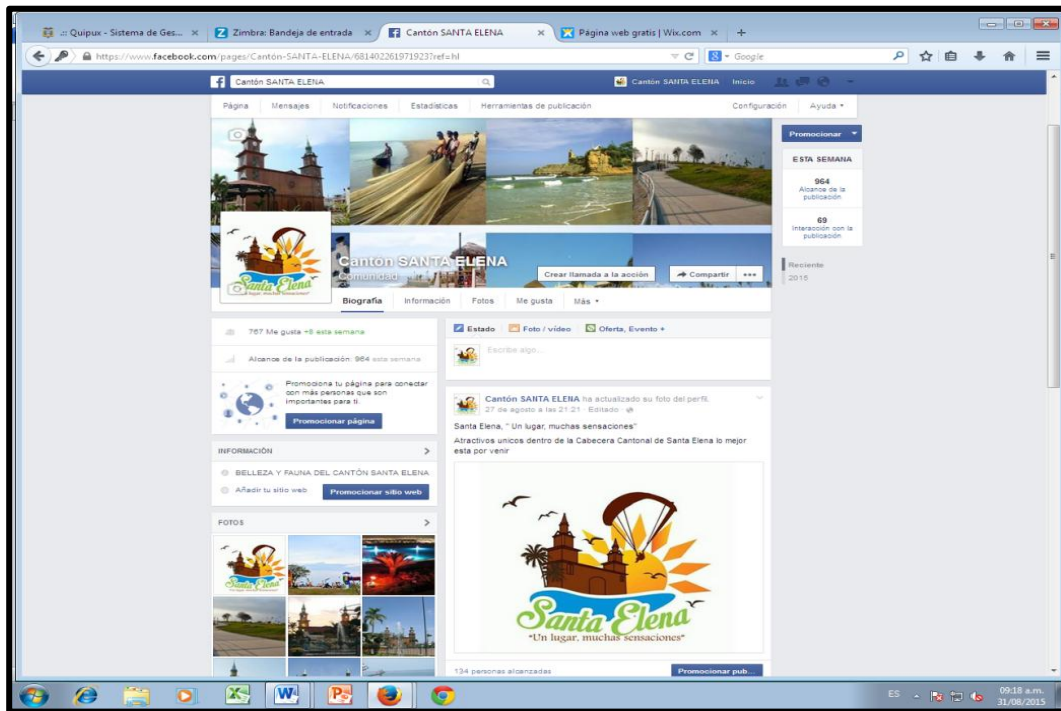 .:: Quipux - Sistema de Ges...
Zimbra: Bandeja de entrada
Cantón SANTA ELENA
Página web gratis | Wix.com
https://www.facebook.com/pages/Cantón-SANTA-ELENA/681402261971923?ref=hl
Google
Cantón SANTA ELENA
Cantón SANTA ELENA Inicio
Página Mensajes Notificaciones Estadísticas Herramientas de publicación Configuración Ayuda
Promocionar
ESTA SEMANA
964
Alcance de la
publicación
69
Interacción con la
publicación
Reciente
2015
Cantón SANTA ELENA
Comunidad
Crear llamada a la acción Compartir
Santa Elena
Biografía Información Fotos Me gusta Más
767 Me gusta +8 esta semana
Alcance de la publicación: 964 esta semana
Promociona tu página para conectar
con más personas que son
importantes para ti.
Promocionar página
INFORMACIÓN
BELLEZA Y FAUNA DEL CANTÓN SANTA ELENA
Añadir tu sitio web Promocionar sitio web
FOTOS
Santa Elena
Estado Foto / vídeo Oferta, Evento +
Escribe algo...
Cantón SANTA ELENA ha actualizado su foto del perfil.
27 de agosto a las 21:21 · Editado ·
Santa Elena, " Un lugar, muchas sensaciones"
Atractivos unicos dentro de la Cabecera Cantonal de Santa Elena lo mejor
esta por venir
Santa Elena
"Un lugar, muchas sensaciones"
134 personas alcanzadas Promocionar pub...
ES
09:18 a.m.
31/08/2015